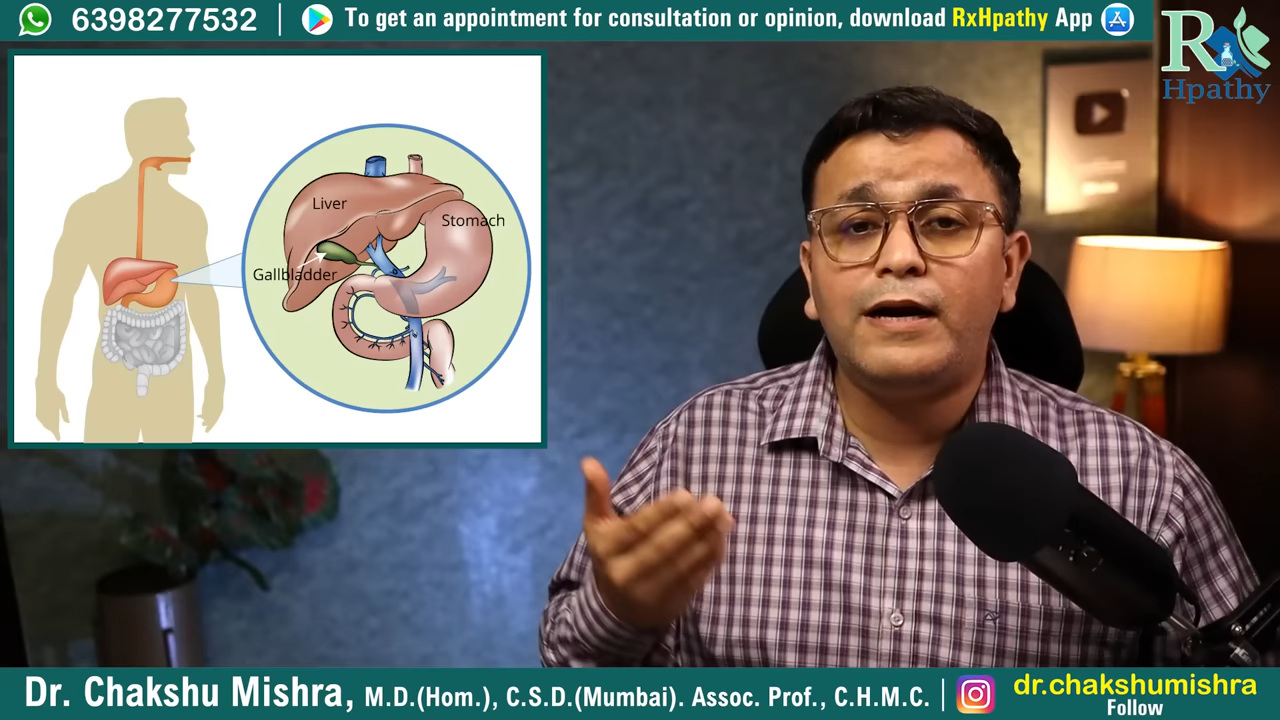 6398277532 | To get an appointment for consultation or opinion, download RxHpathy App
Rx
Hpathy
Liver
Stomach
Gallbladder
Dr. Chakshu Mishra, M.D.(Hom.), C.S.D.(Mumbai). Assoc. Prof., C.H.M.C. | dr.chakshumishra
Follow